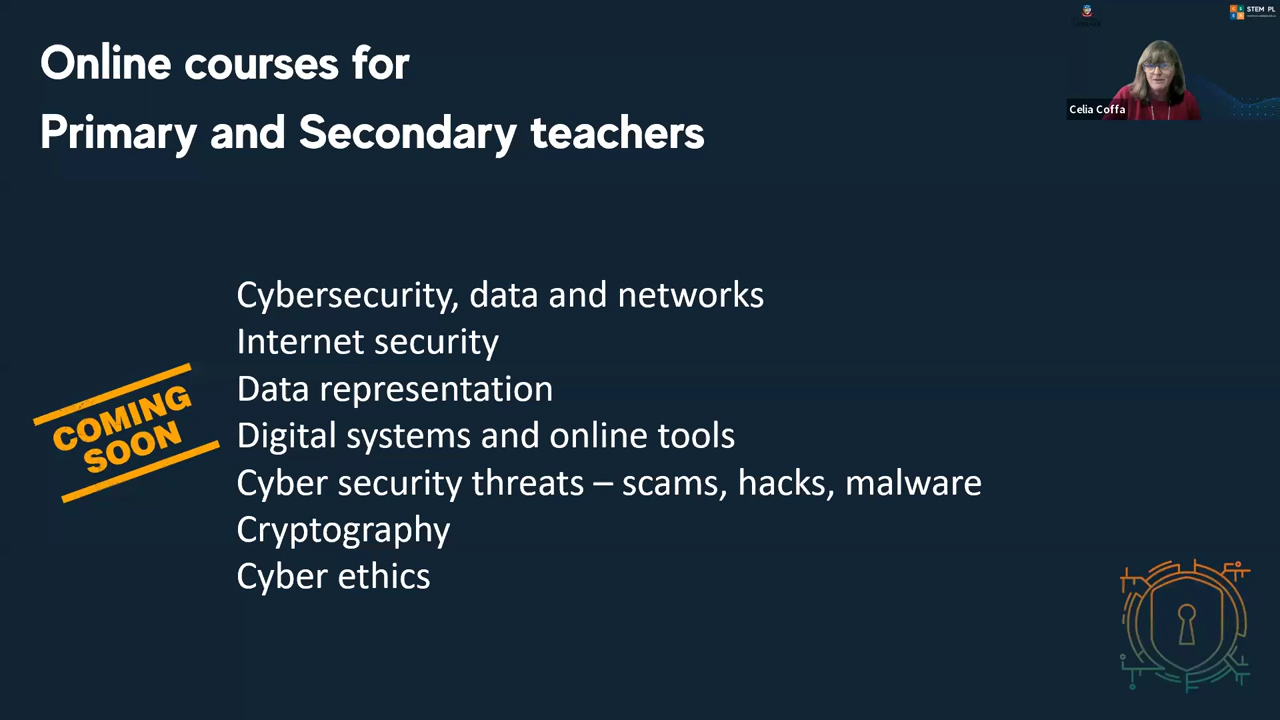 Online courses for
Primary and Secondary teachers
STEM PL
Celia Coffa
Cybersecurity, data and networks
Internet security
Data representation
Digital systems and online tools
Cyber security threats – scams, hacks, malware
Cryptography
Cyber ethics
COMING
SOON